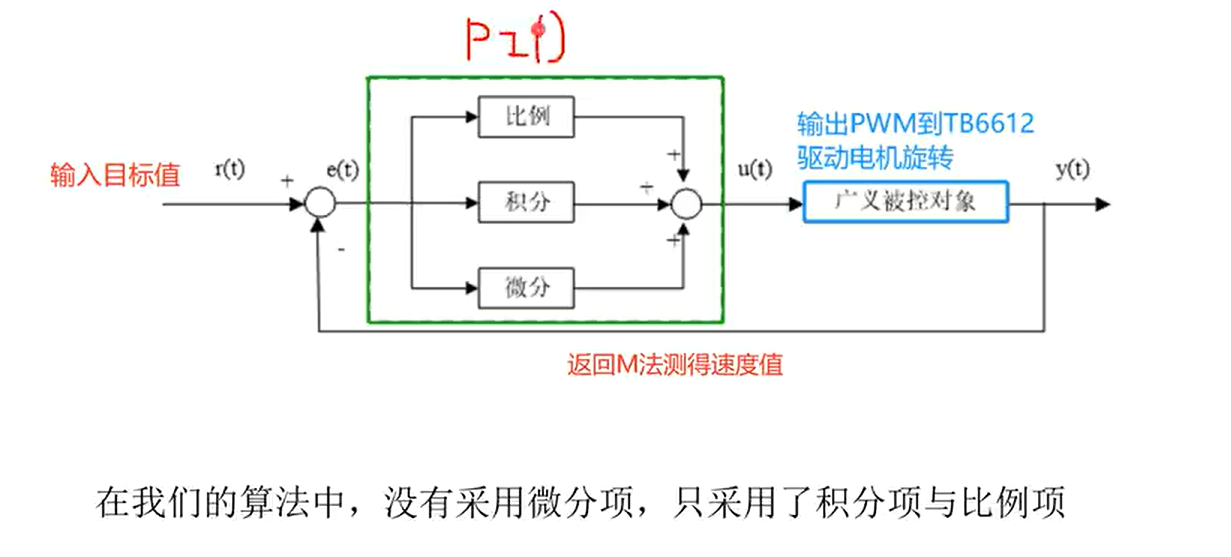 PI()
比例
输出PWM到TB6612
驱动电机旋转
输入目标值
r(t)
+
e(t)
+
+
积分
u(t)
广义被控对象
y(t)
-
+
微分
返回M法测得速度值
在我们的算法中，没有采用微分项，只采用了积分项与比例项